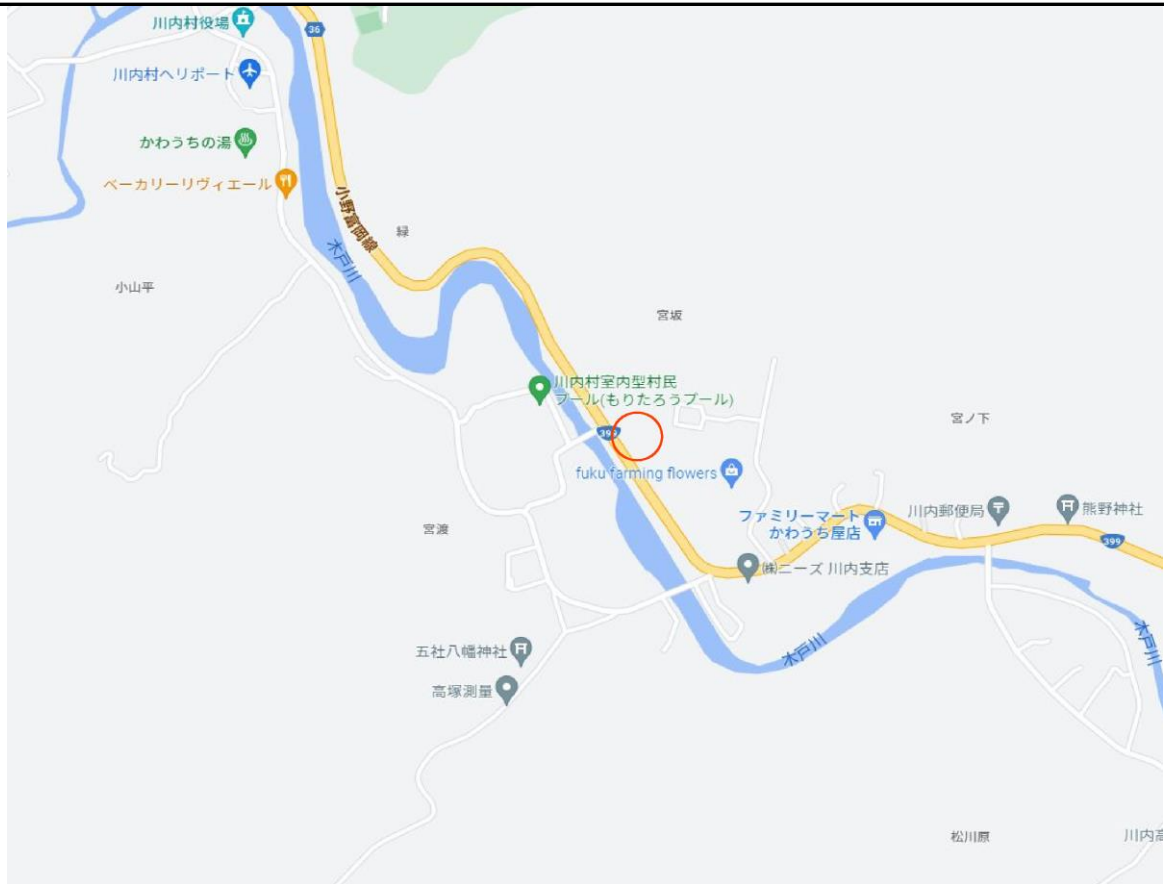 川内村役場
36
川内村ヘリポート
かわうちの湯
ベーカリーリヴィエール
小野富岡線
緑
木戸川
小山平
宮坂
川内村室内型村民
プール(もりたろうプール)
宮ノ下
399
fuku farming flowers
ファミリーマート
かわうち屋店
川内郵便局
熊野神社
宮渡
399
㈱ニーズ 川内支店
木戸川
木戸川
五社八幡神社
高塚測量
松川原
川内高